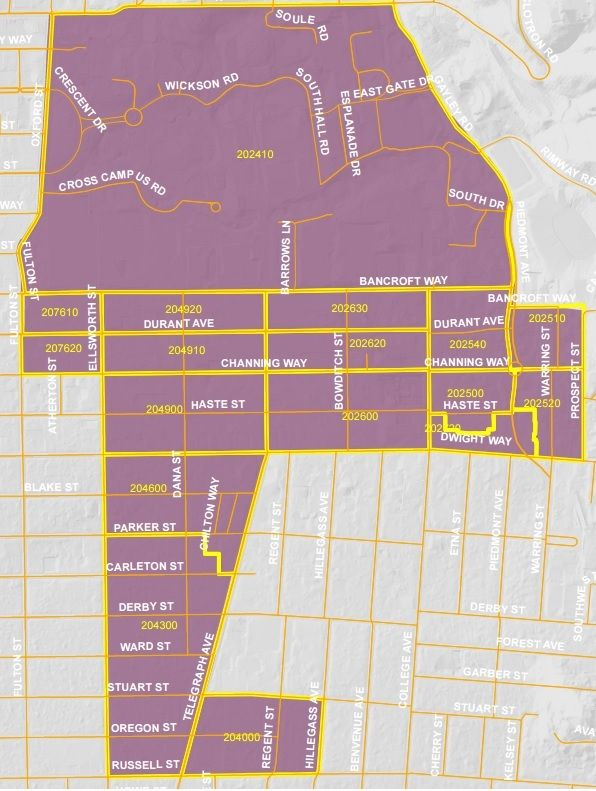 SOULE RD
LOTRON RD
Y WAY
CRESCENT DR
WICKSON RD
SOUTH HALL RD
ESPLANADE DR
EAST GATE DR
GAYLEY RD
OXFORD ST
ST
RIMWAY RD
202410
ST
CROSS CAMPUS RD
SOUTH DR
WAY
PIEDMONT AVE
BARROWS LN
ST
FULTON ST
BANCROFT WAY
FULTON ST
ELLSWORTH ST
BANCROFT WAY
207610
204920
202630
202510
DURANT AVE
DURANT AVE
207620
204910
202620
202540
WARRING ST
PROSPECT ST
CHANNING WAY
CHANNING WAY
ATHERTON ST
BOWDITCH ST
202500
204900
HASTE ST
202600
HASTE ST
202520
DWIGHT WAY
DANA ST
204600
BLAKE ST
CHILTON WAY
REGENT ST
HILLEGASS AVE
ETNA ST
PIEDMONT AVE
WARRING ST
PARKER ST
CARLETON ST
DERBY ST
DERBY ST
204300
WARD ST
FOREST AVE
FULTON ST
TELEGRAPH AVE
COLLEGE AVE
GARBER ST
STUART ST
STUART ST
OREGON ST
204000
REGENT ST
HILLEGASS AVE
BENVENUE AVE
CHERRY ST
KELSEY ST
AVA
RUSSELL ST